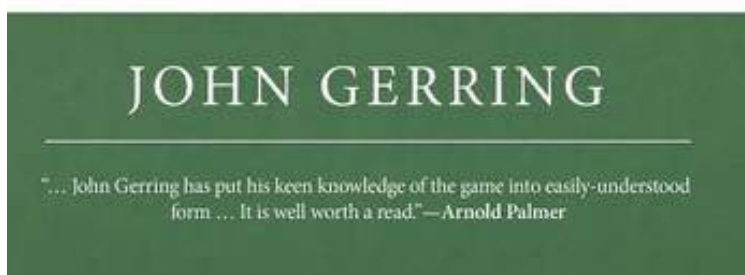 JOHN GERRING
"... John Gerring has put his keen knowledge of the game into easily-understood
form ... It is well worth a read."—Arnold Palmer